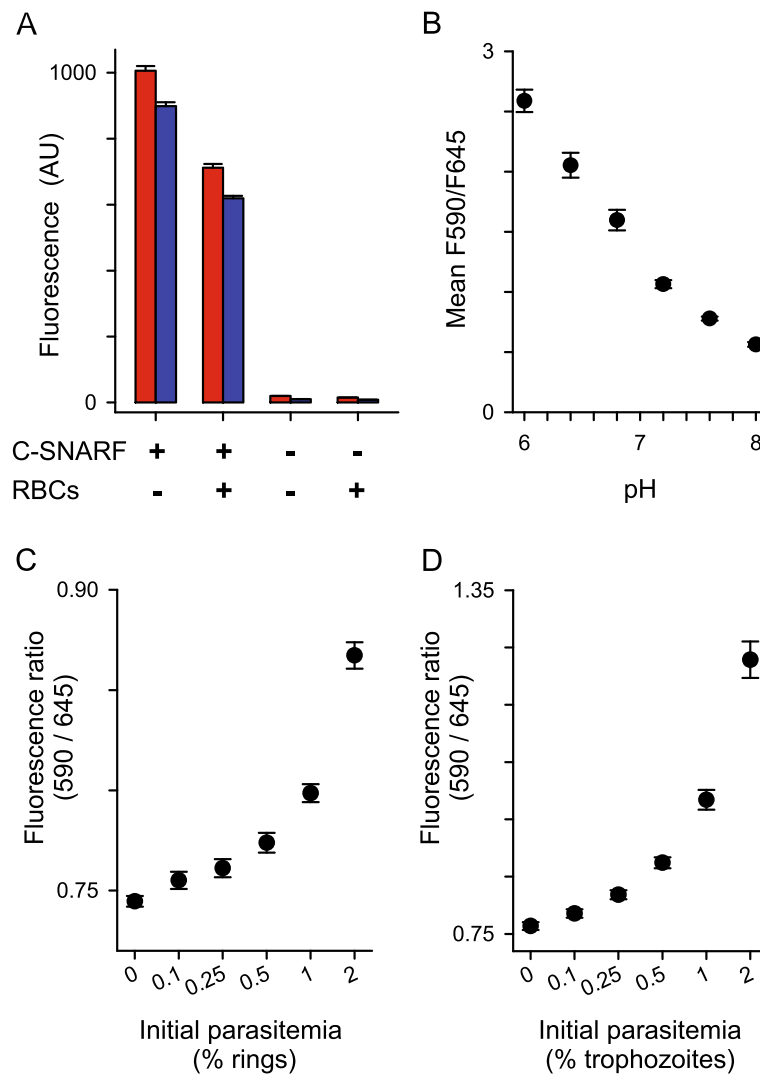 A
1000
0
Fluorescence (AU)
C-SNARF + + - -
RBCs - + - +
B
3
0
Mean F590/F645
6 7 8
pH
C
0.90
0.75
Fluorescence ratio
(590 / 645)
0 0.1 0.25 0.5 1 2
Initial parasitemia
(% rings)
D
1.35
0.75
Fluorescence ratio
(590 / 645)
0 0.1 0.25 0.5 1 2
Initial parasitemia
(% trophozoites)